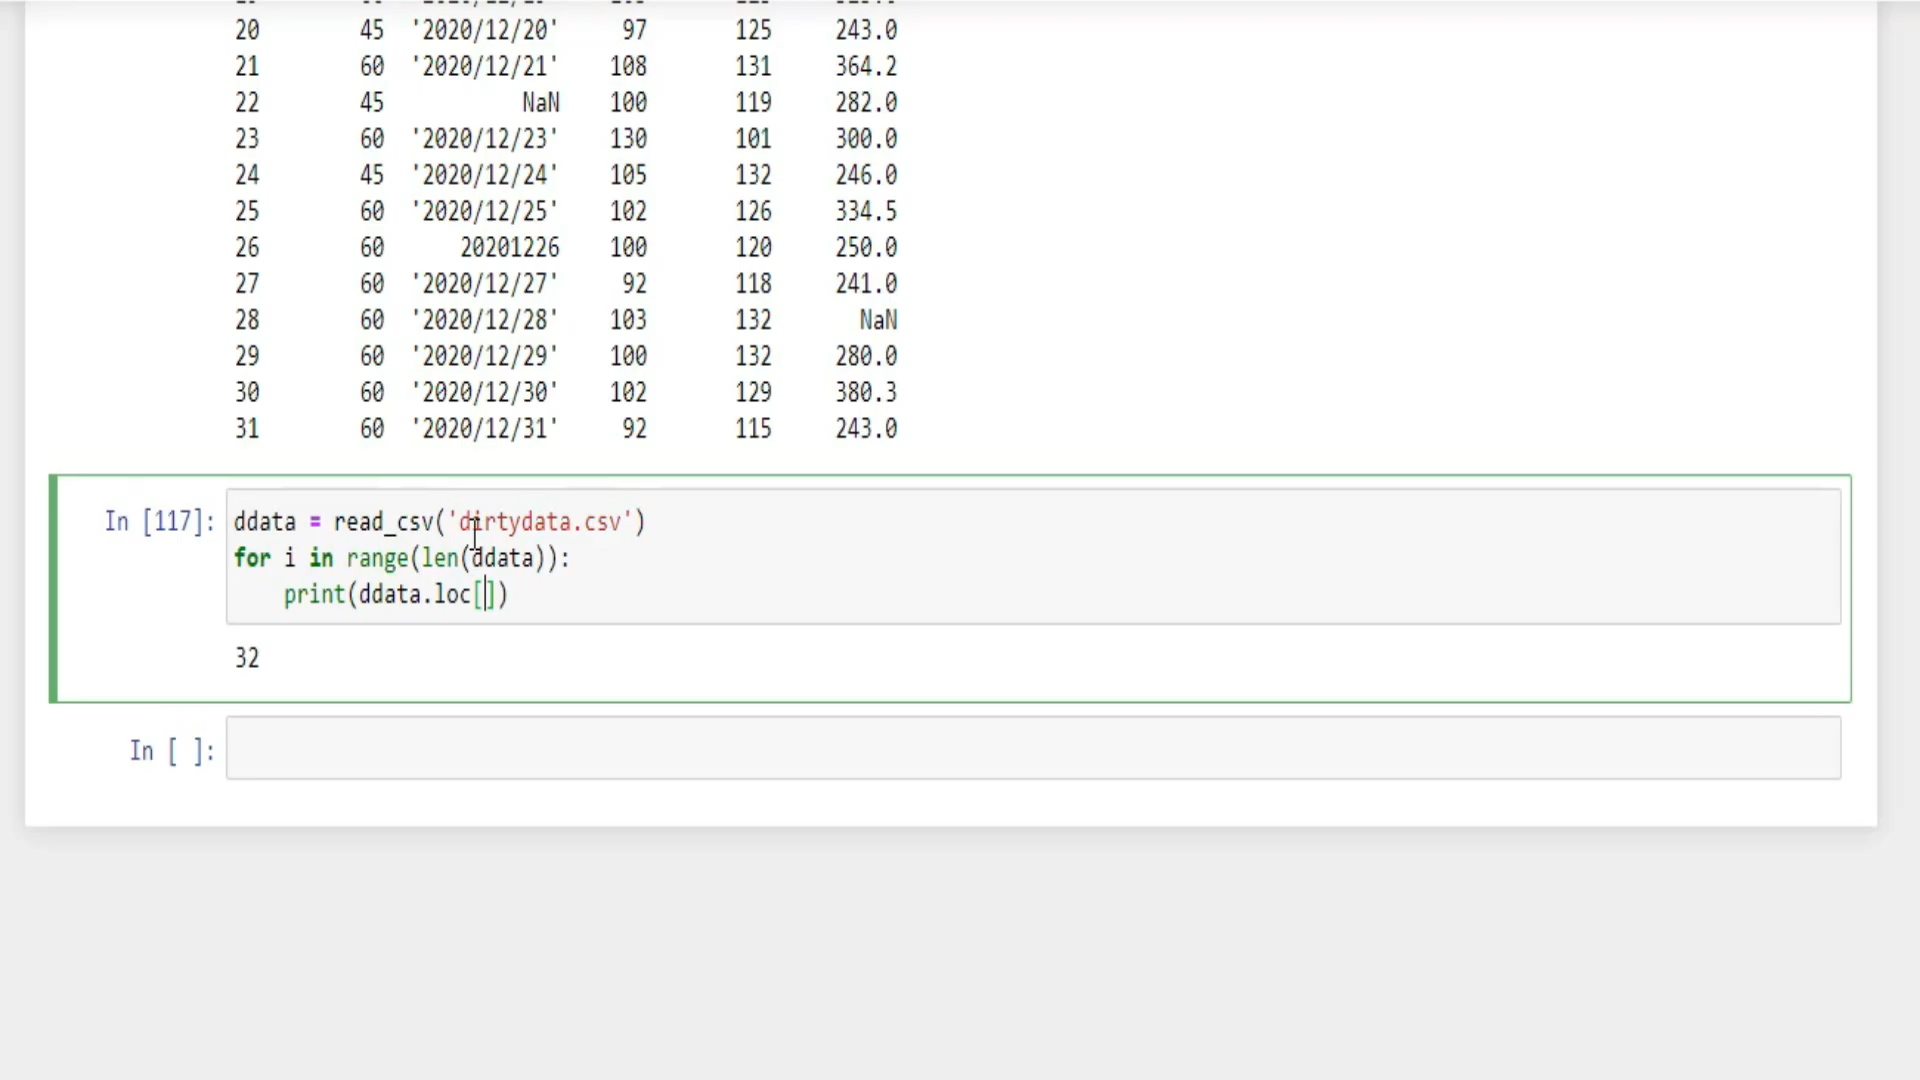 20 45 '2020/12/20' 97 125 243.0
21 60 '2020/12/21' 108 131 364.2
22 45 NaN 100 119 282.0
23 60 '2020/12/23' 130 101 300.0
24 45 '2020/12/24' 105 132 246.0
25 60 '2020/12/25' 102 126 334.5
26 60 20201226 100 120 250.0
27 60 '2020/12/27' 92 118 241.0
28 60 '2020/12/28' 103 132 NaN
29 60 '2020/12/29' 100 132 280.0
30 60 '2020/12/30' 102 129 380.3
31 60 '2020/12/31' 92 115 243.0
In [117]: ddata = read_csv('dirtydata.csv')
for i in range(len(ddata)):
    print(ddata.loc[])
32
In [ ]: